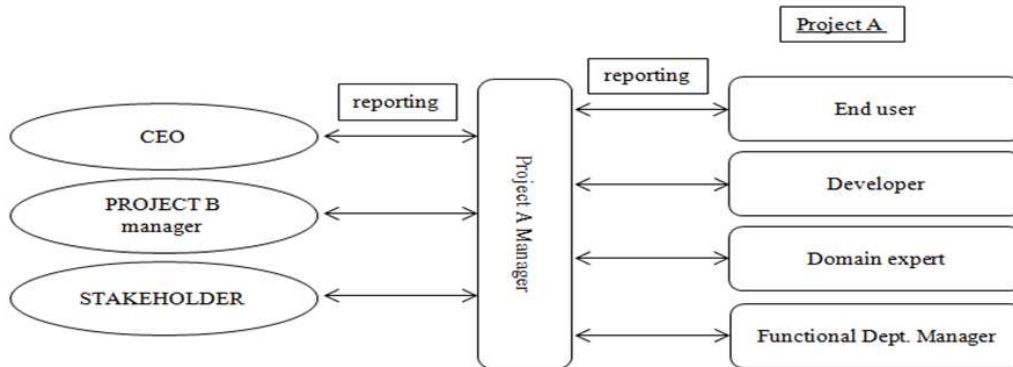 Project A
reporting
reporting
CEO
PROJECT B
manager
STAKEHOLDER
Project A Manager
End user
Developer
Domain expert
Functional Dept. Manager